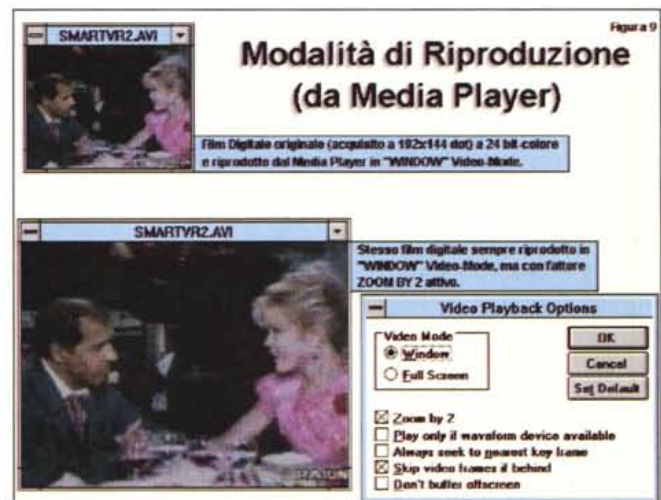 Figura 9
SMARTVR2.AVI
Modalità di Riproduzione
(da Media Player)
Film Digitale originale (acquisito a 192x144 dot) a 24 bit-colore
e riprodotto dal Media Player in "WINDOW" Video-Mode.
SMARTVR2.AVI
Stesso film digitale sempre riprodotto in
"WINDOW" Video-Mode, ma con fattore
ZOOM BY 2 attivo.
Video Playback Options
Video Mode
Window
Full Screen
OK
Cancel
Set Default
Zoom by 2
Play only if waveform device available
Always seek to nearest key frame
Skip video frames if behind
Don't buffer offscreen